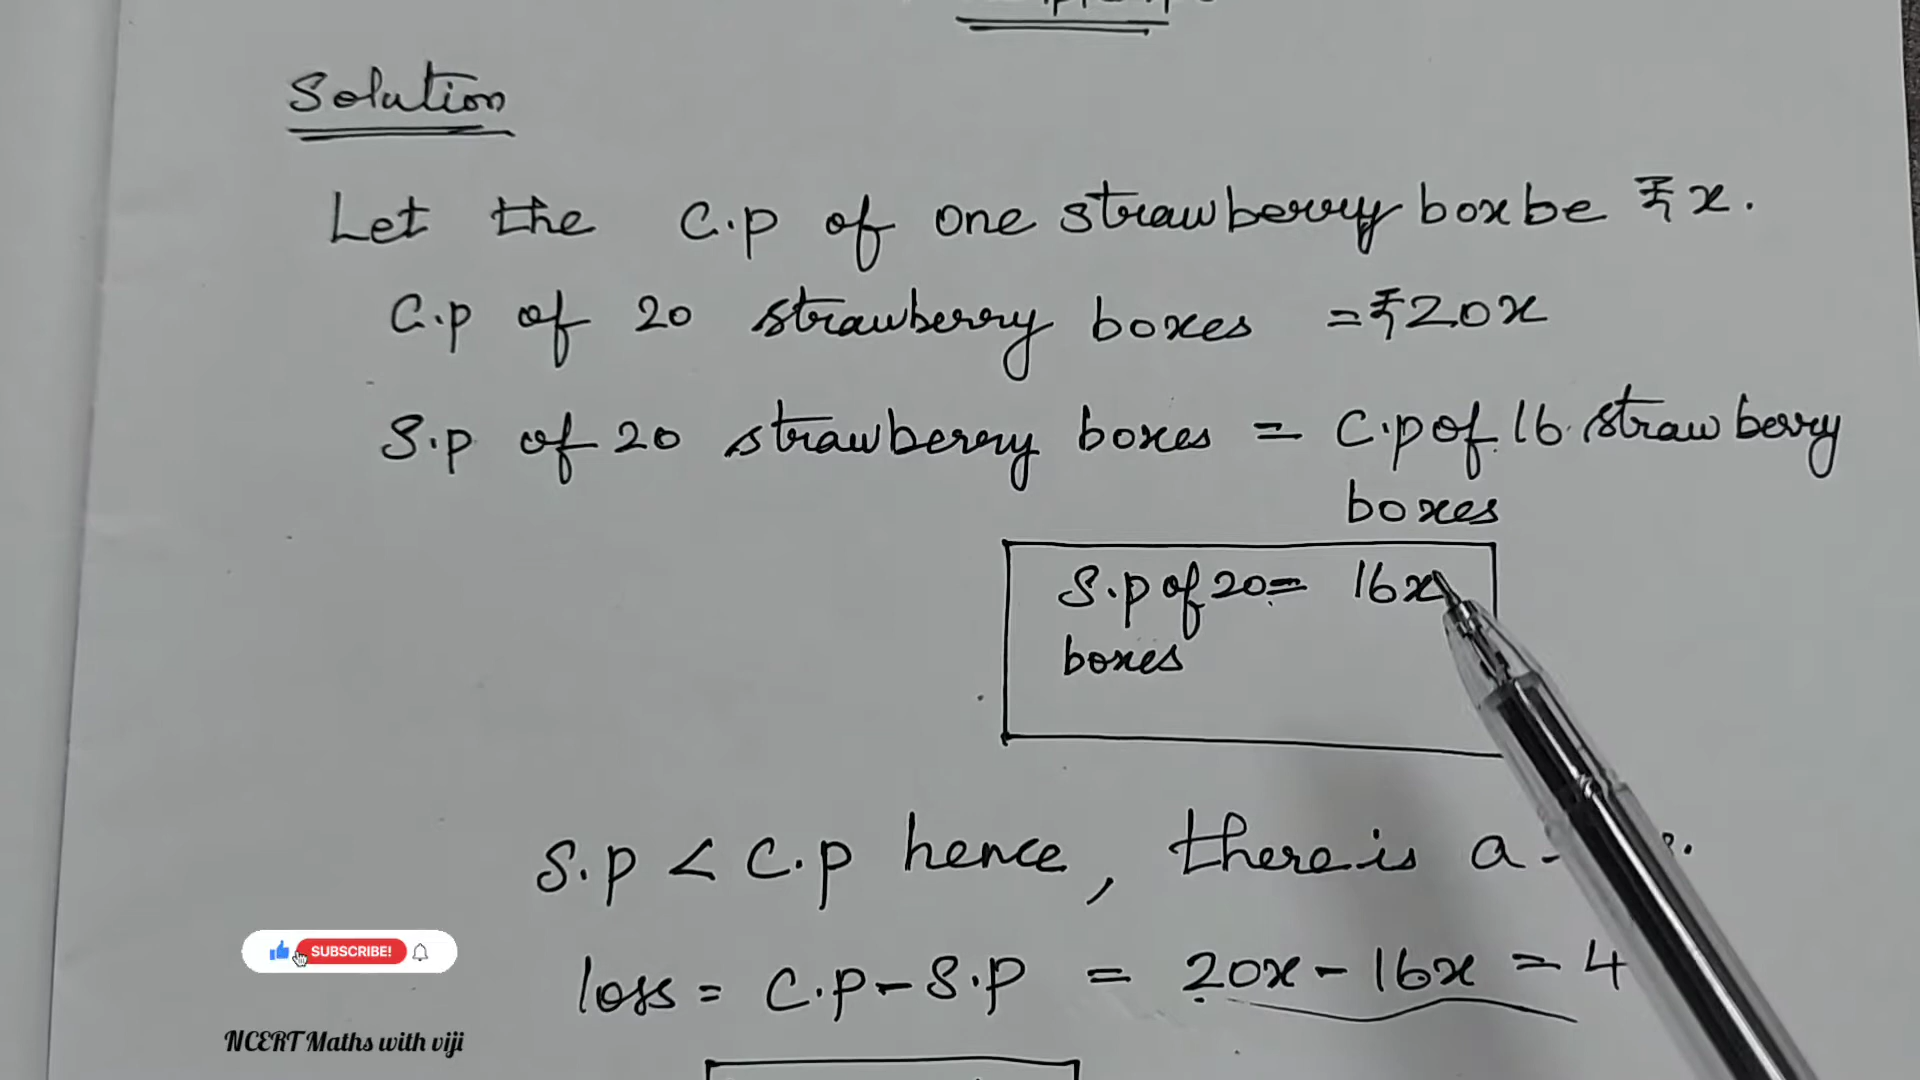 Solution
Let the C.p of one strawberry box be ₹ x.
C.p of 20 strawberry boxes = ₹20x
S.p of 20 strawberry boxes = C.p of 16 strawberry
boxes
S.p of 20 = 16x
boxes
S.p < C.p hence, there is a
loss = C.p - S.p = 20x - 16x = 4
SUBSCRIBE!
NCERT Maths with viji